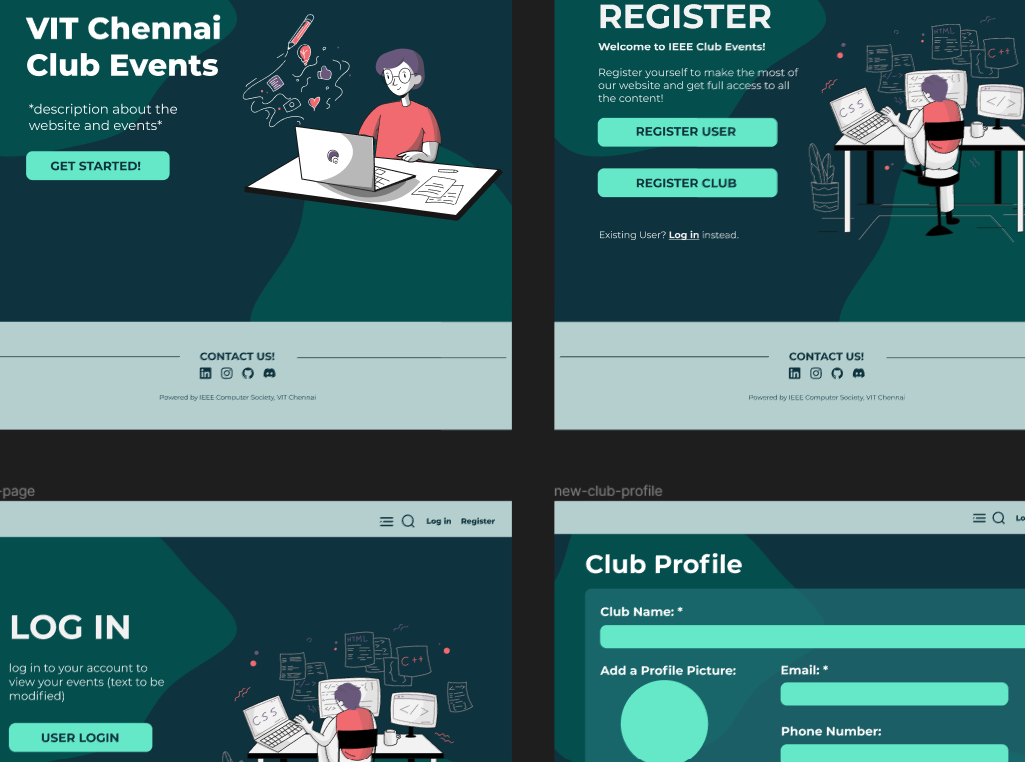 VIT Chennai
Club Events
*description about the
website and events*
GET STARTED!
CONTACT US!
Powered by IEEE Computer Society, VIT Chennai
REGISTER
Welcome to IEEE Club Events!
Register yourself to make the most of
our website and get full access to all
the content!
REGISTER USER
REGISTER CLUB
Existing User? Log in instead.
HTML
C++
CSS
</>
CONTACT US!
Powered by IEEE Computer Society, VIT Chennai
-page
Log in Register
LOG IN
log in to your account to
view your events (text to be
modified)
USER LOGIN
HTML
C++
CSS
</>
new-club-profile
Lo
Club Profile
Club Name: *
Add a Profile Picture:
Email: *
Phone Number: